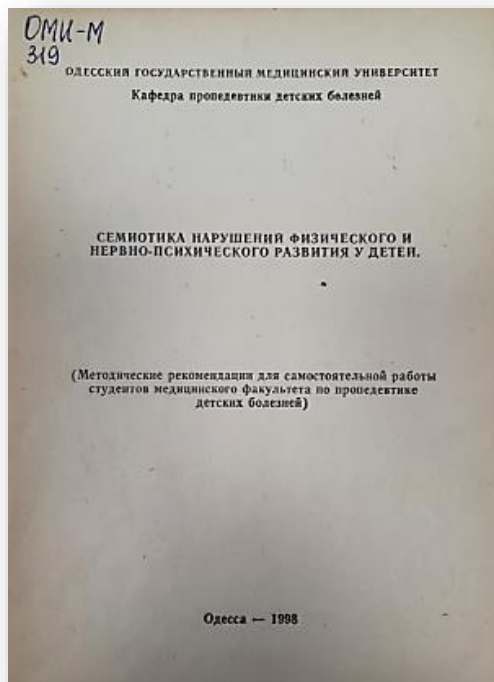 ОМИ-М
319
ОДЕССКИЙ ГОСУДАРСТВЕННЫЙ МЕДИЦИНСКИЙ УНИВЕРСИТЕТ
Кафедра пропедевтики детских болезней
СЕМИОТИКА НАРУШЕНИЙ ФИЗИЧЕСКОГО И
НЕРВНО-ПСИХИЧЕСКОГО РАЗВИТИЯ У ДЕТЕЙ.
(Методические рекомендации для самостоятельной работы
студентов медицинского факультета по пропедевтике
детских болезней)
Одесса — 1998